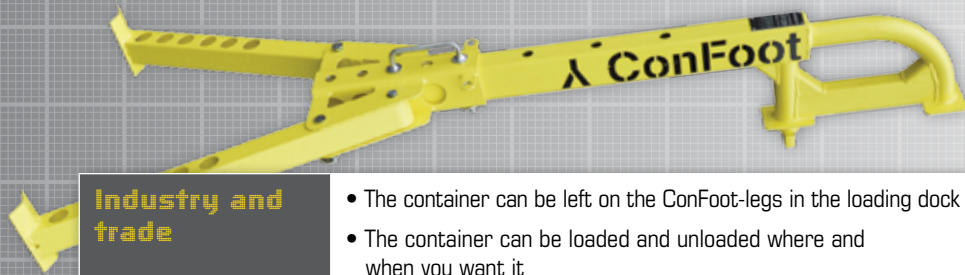 ConFoot
Industry and
trade
• The container can be left on the ConFoot-legs in the loading dock
• The container can be loaded and unloaded where and
when you want it